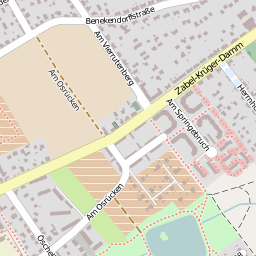 Benekendorffstraße
Am Vierrutenberg
Zabel-Krüger-Damm
Am Osrücken
Am Springebruch
Am Osrücken